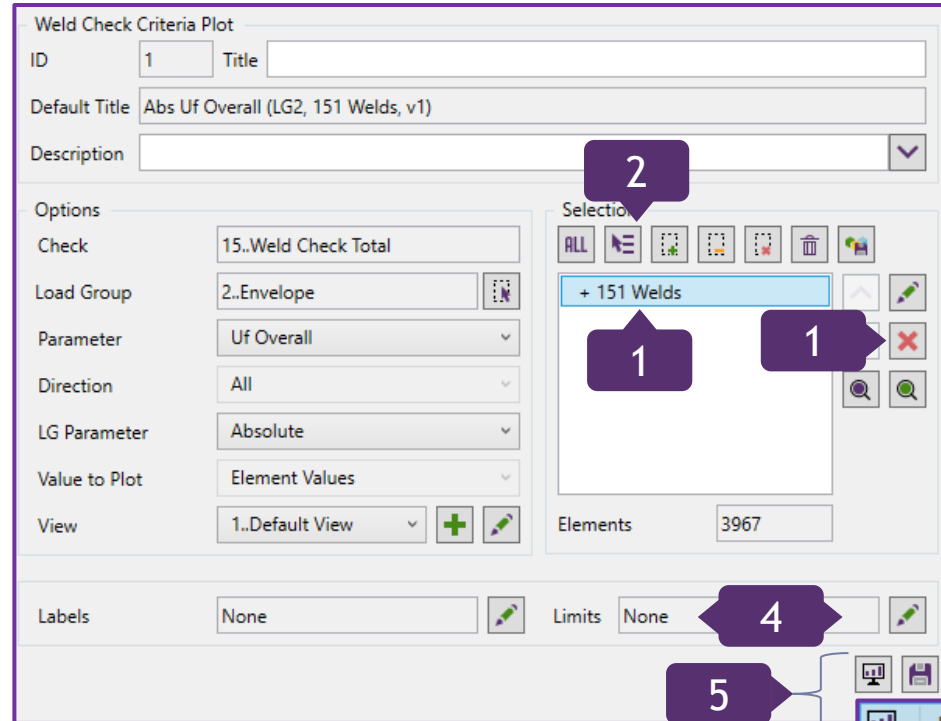 Weld Check Criteria Plot
ID 1 Title
Default Title Abs Uf Overall (LG2, 151 Welds, v1)
Description
2
Options
Check 15..Weld Check Total
Load Group 2..Envelope
Parameter Uf Overall
Direction All
LG Parameter Absolute
Value to Plot Element Values
View 1..Default View
Selection
ALL
+ 151 Welds
1
1
Elements 3967
Labels None
Limits None
4
5